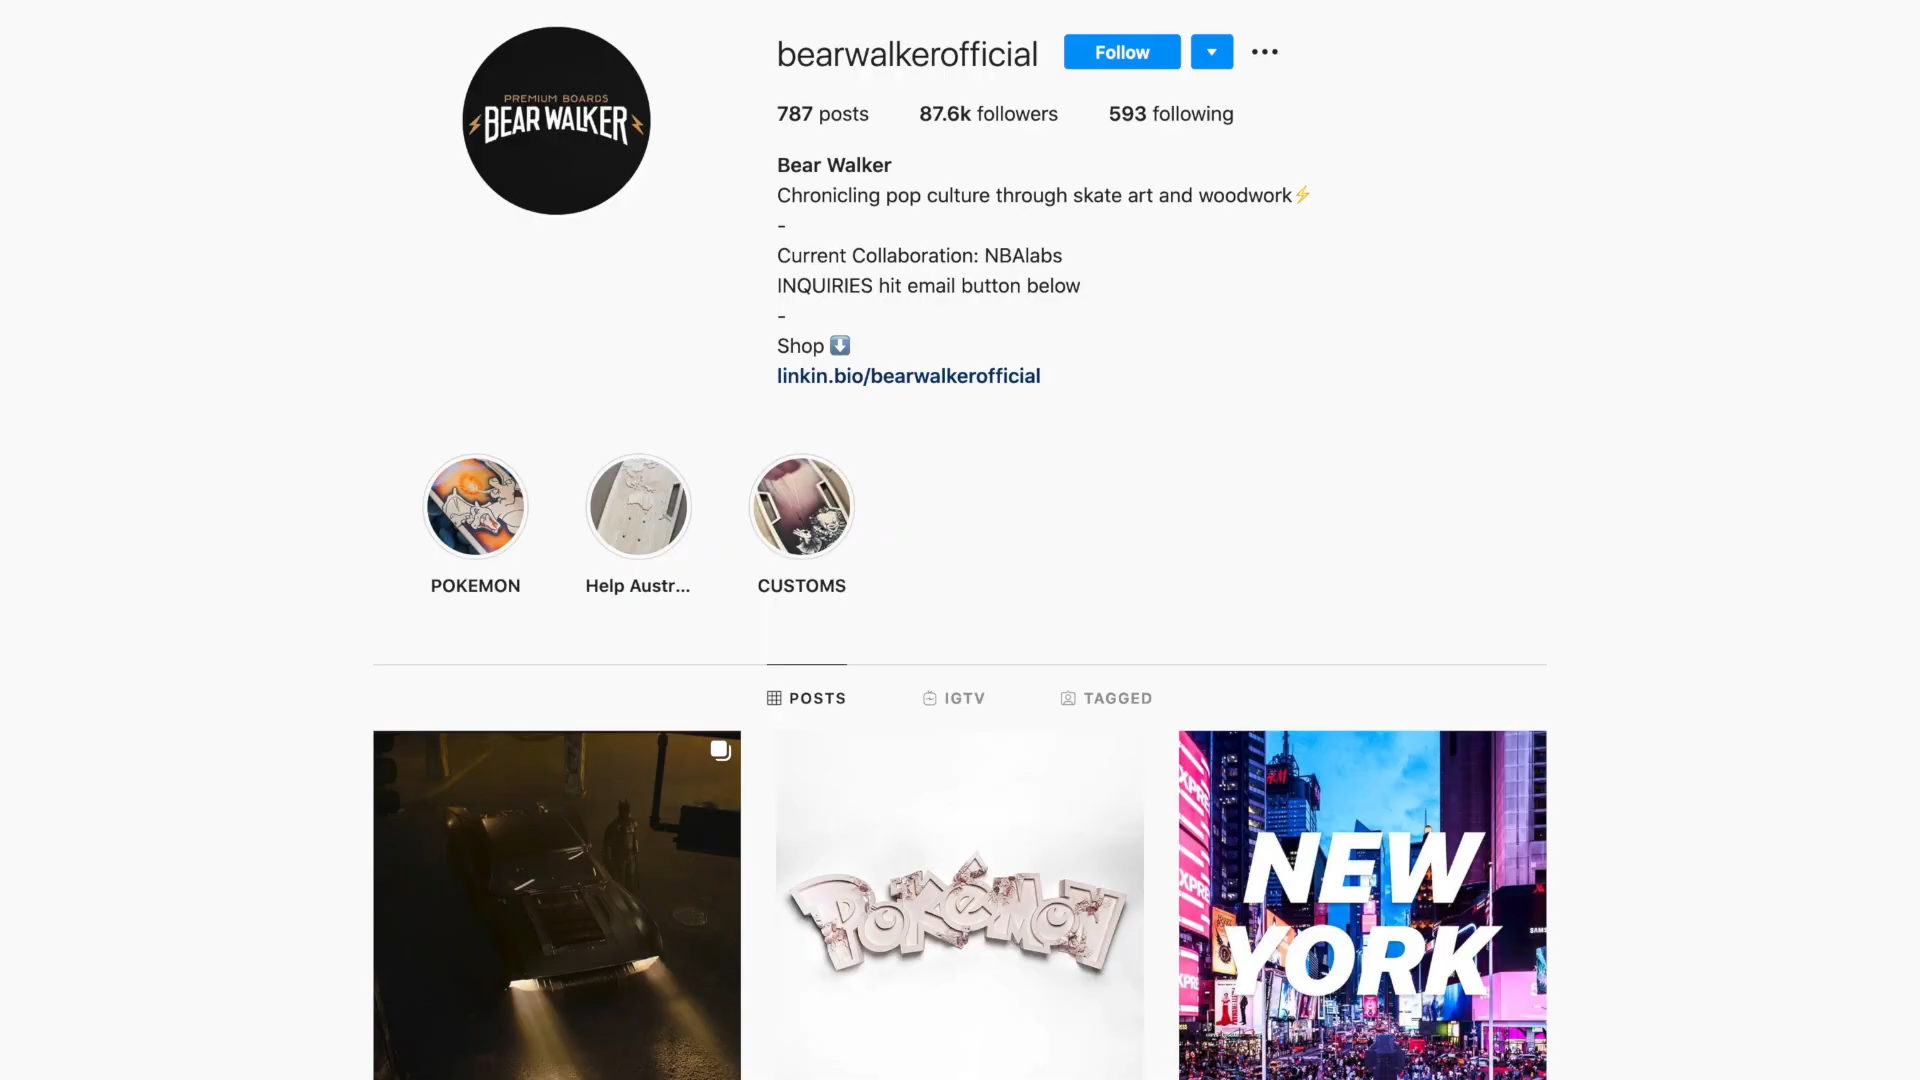 PREMIUM BOARDS
BEAR WALKER
bearwalkerofficial
Follow
787 posts 87.6k followers 593 following
Bear Walker
Chronicling pop culture through skate art and woodwork⚡
-
Current Collaboration: NBAlabs
INQUIRIES hit email button below
-
Shop ⬇️
linkin.bio/bearwalkerofficial
POKEMON Help Austr... CUSTOMS
POSTS IGTV TAGGED
POKéMON
H&M
NEW
YORK